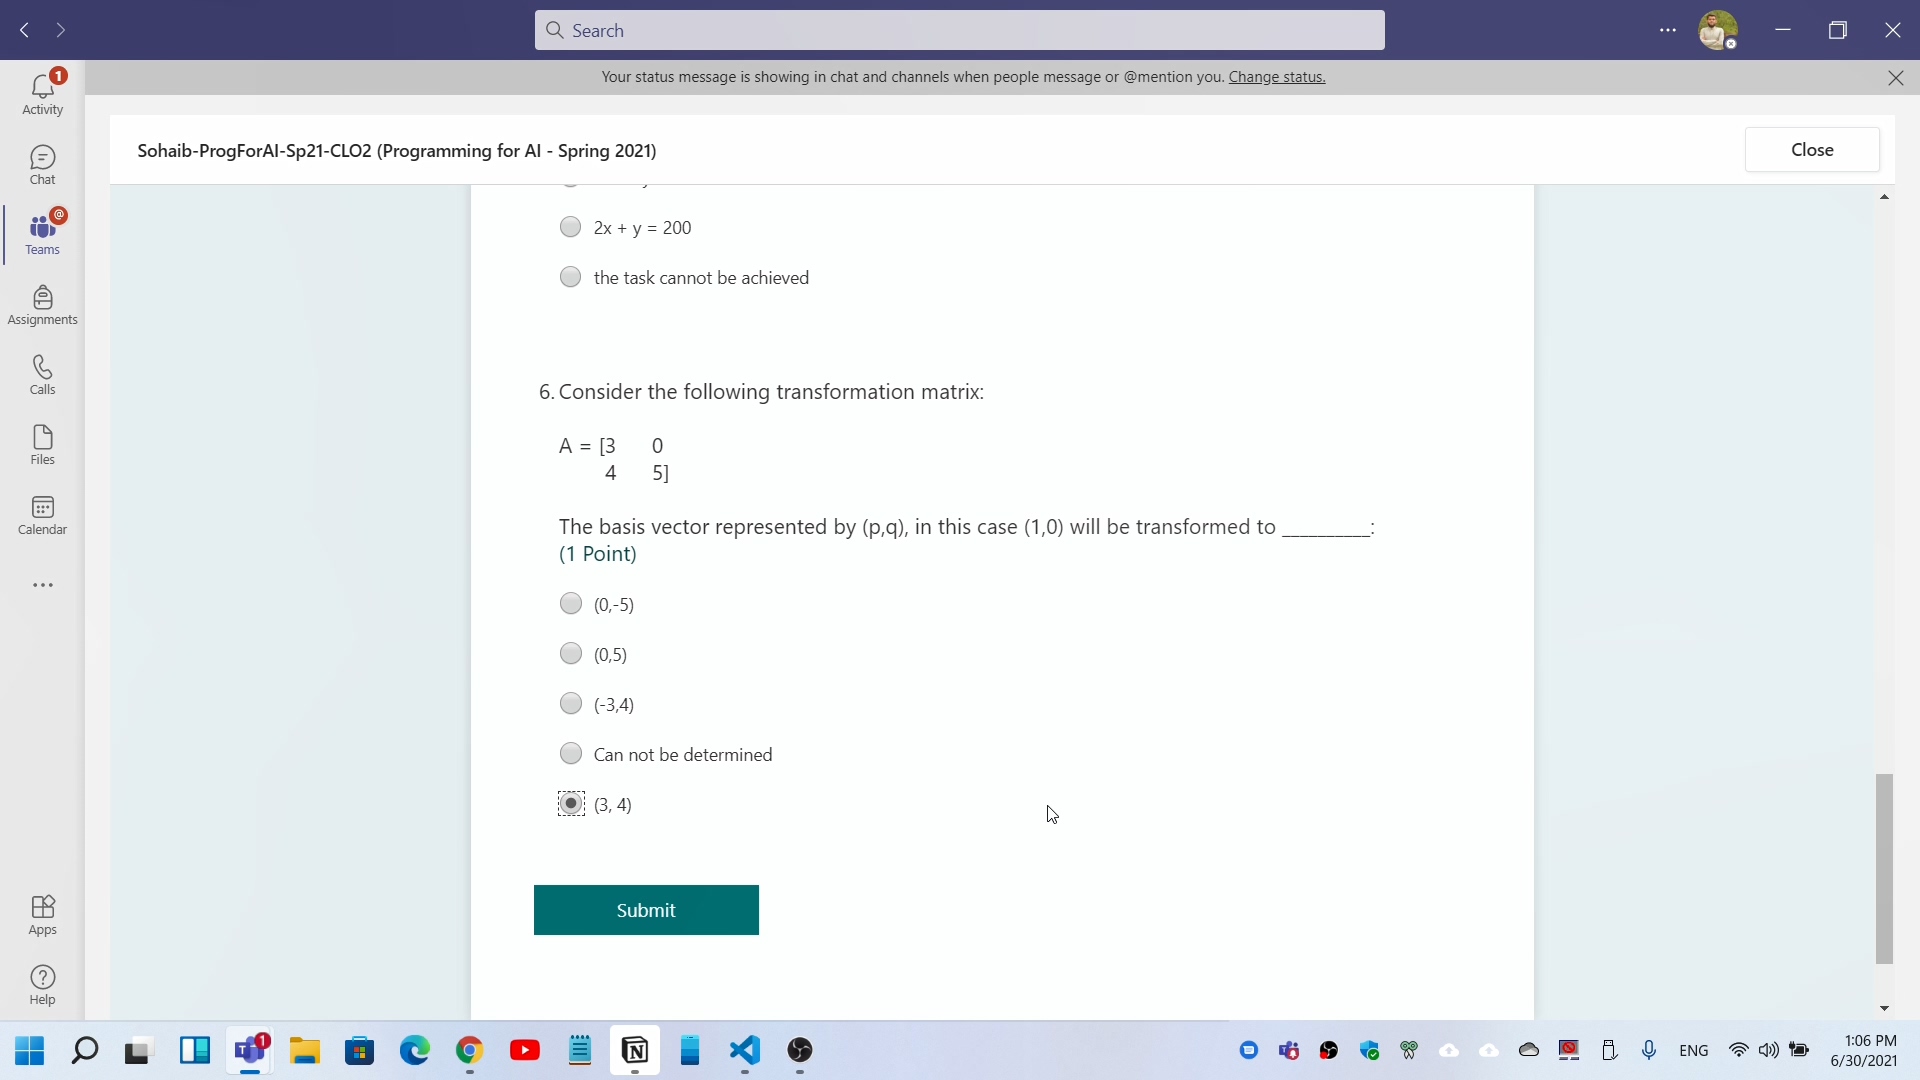 Search
Your status message is showing in chat and channels when people message or @mention you. Change status.
1
Activity
Chat
@
Teams
Assignments
Calls
Files
Calendar
Apps
Help
Sohaib-ProgForAI-Sp21-CLO2 (Programming for AI - Spring 2021)
Close
2x + y = 200
the task cannot be achieved
6. Consider the following transformation matrix:
A = [3 0
4 5]
The basis vector represented by (p,q), in this case (1,0) will be transformed to __________:
(1 Point)
(0,-5)
(0,5)
(-3,4)
Can not be determined
(3, 4)
Submit
1
ENG
1:06 PM
6/30/2021